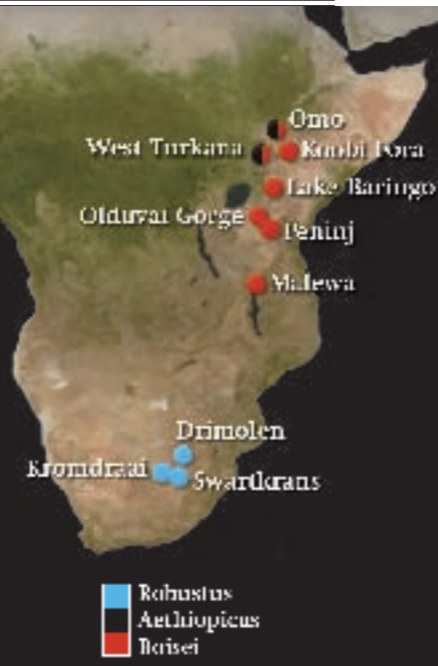 Omo
West Turkana
Koobi Fora
Lake Baringo
Olduvai Gorge
Peninj
Malewa
Drimolen
Kromdraai
Swartkrans
Robustus
Aethiopicus
Boisei